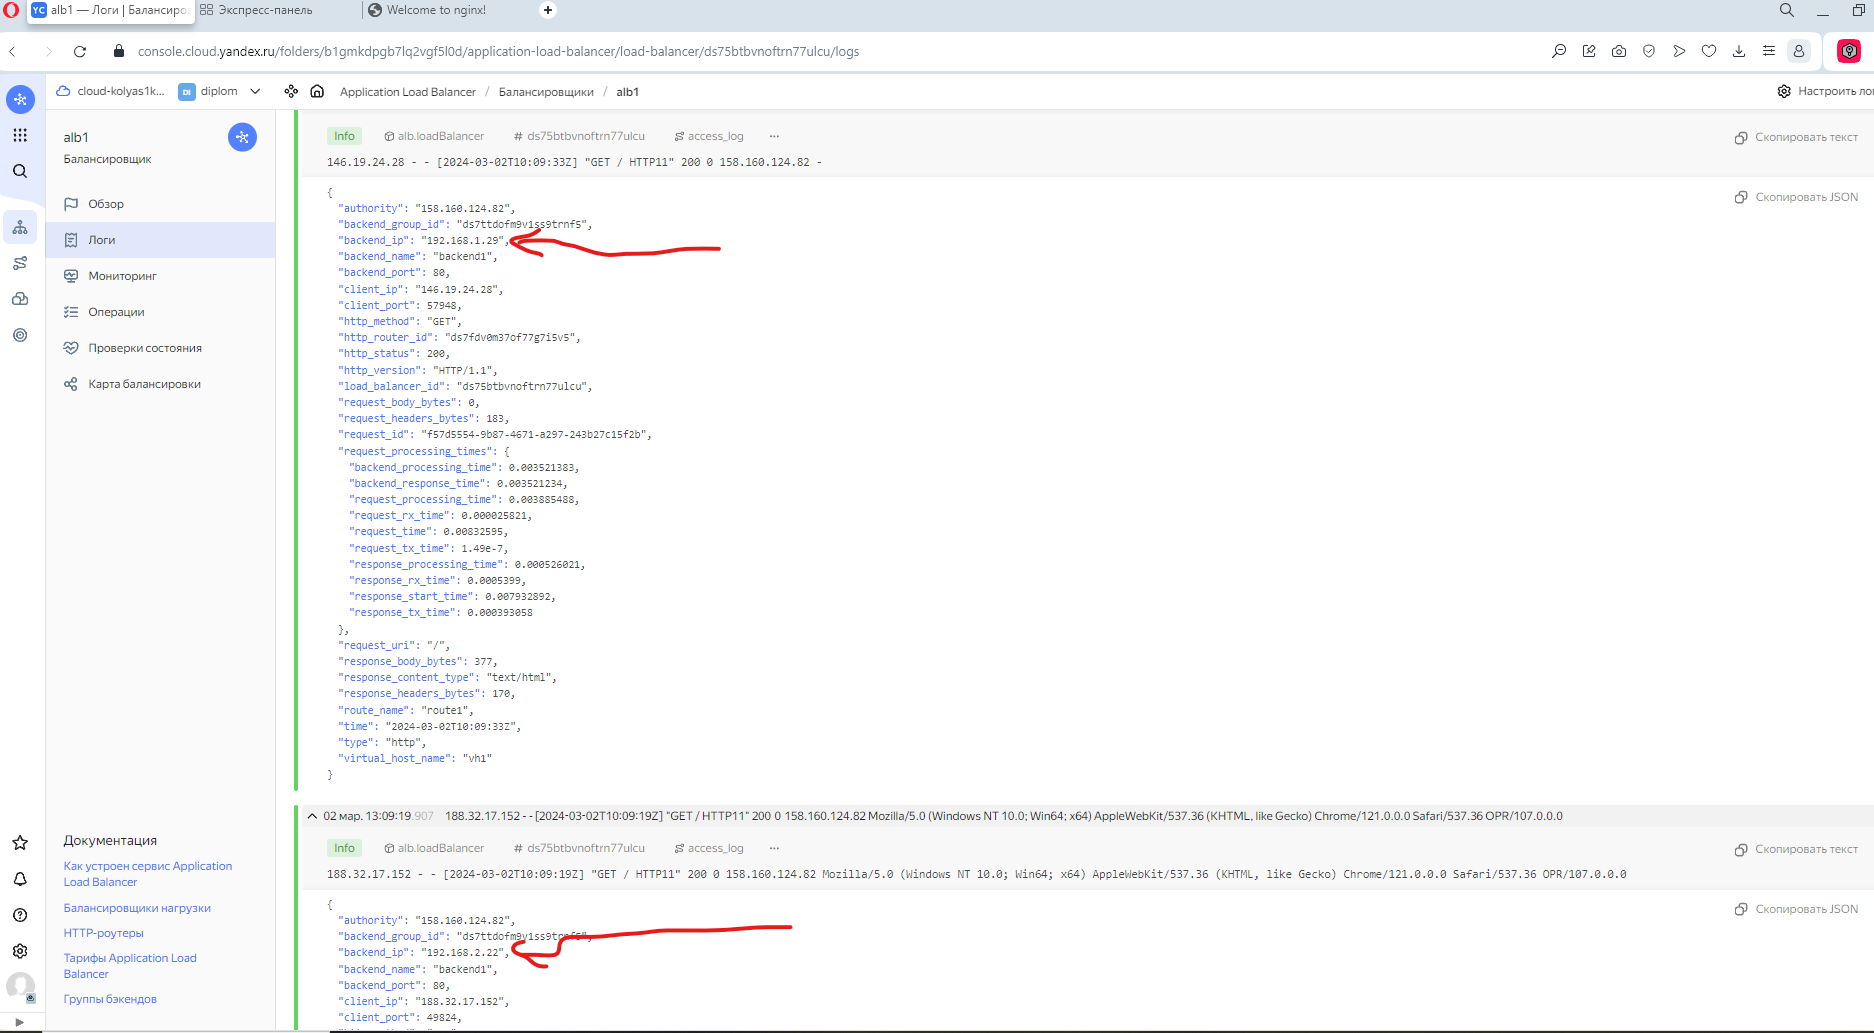 YC alb1 — Логи | Балансиров
Экспресс-панель
Welcome to nginx!
console.cloud.yandex.ru/folders/b1gmkdpgb7lq2vgf5l0d/application-load-balancer/load-balancer/ds75btbvnoftrn77ulcu/logs
cloud-kolyas1k...
DI diplom
Application Load Balancer / Балансировщики / alb1
Настроить ло
alb1
Балансировщик
Обзор
Логи
Мониторинг
Операции
Проверки состояния
Карта балансировки
Документация
Как устроен сервис Application
Load Balancer
Балансировщики нагрузки
HTTP-роутеры
Тарифы Application Load
Balancer
Группы бэкендов
Info alb.loadBalancer # ds75btbvnoftrn77ulcu access_log ...
Скопировать текст
146.19.24.28 - - [2024-03-02T10:09:33Z] "GET / HTTP11" 200 0 158.160.124.82 -
Скопировать JSON
{
"authority": "158.160.124.82",
"backend_group_id": "ds7ttdofm9v1ss9trnf5",
"backend_ip": "192.168.1.29",
"backend_name": "backend1",
"backend_port": 80,
"client_ip": "146.19.24.28",
"client_port": 57948,
"http_method": "GET",
"http_router_id": "ds7fdv0m37of77g7i5v5",
"http_status": 200,
"http_version": "HTTP/1.1",
"load_balancer_id": "ds75btbvnoftrn77ulcu",
"request_body_bytes": 0,
"request_headers_bytes": 183,
"request_id": "f57d5554-9b87-4671-a297-243b27c15f2b",
"request_processing_times": {
"backend_processing_time": 0.003521383,
"backend_response_time": 0.003521234,
"request_processing_time": 0.003885488,
"request_rx_time": 0.000025821,
"request_time": 0.00832595,
"request_tx_time": 1.49e-7,
"response_processing_time": 0.000526021,
"response_rx_time": 0.0005399,
"response_start_time": 0.007932892,
"response_tx_time": 0.000393058
},
"request_uri": "/",
"response_body_bytes": 377,
"response_content_type": "text/html",
"response_headers_bytes": 170,
"route_name": "route1",
"time": "2024-03-02T10:09:33Z",
"type": "http",
"virtual_host_name": "vh1"
}
02 мар. 13:09:19.907 188.32.17.152 - - [2024-03-02T10:09:19Z] "GET / HTTP11" 200 0 158.160.124.82 Mozilla/5.0 (Windows NT 10.0; Win64; x64) AppleWebKit/537.36 (KHTML, like Gecko) Chrome/121.0.0.0 Safari/537.36 OPR/107.0.0.0
Info alb.loadBalancer # ds75btbvnoftrn77ulcu access_log ...
Скопировать текст
188.32.17.152 - - [2024-03-02T10:09:19Z] "GET / HTTP11" 200 0 158.160.124.82 Mozilla/5.0 (Windows NT 10.0; Win64; x64) AppleWebKit/537.36 (KHTML, like Gecko) Chrome/121.0.0.0 Safari/537.36 OPR/107.0.0.0
Скопировать JSON
{
"authority": "158.160.124.82",
"backend_group_id": "ds7ttdofm9v1ss9trnf5",
"backend_ip": "192.168.2.22",
"backend_name": "backend1",
"backend_port": 80,
"client_ip": "188.32.17.152",
"client_port": 49824,